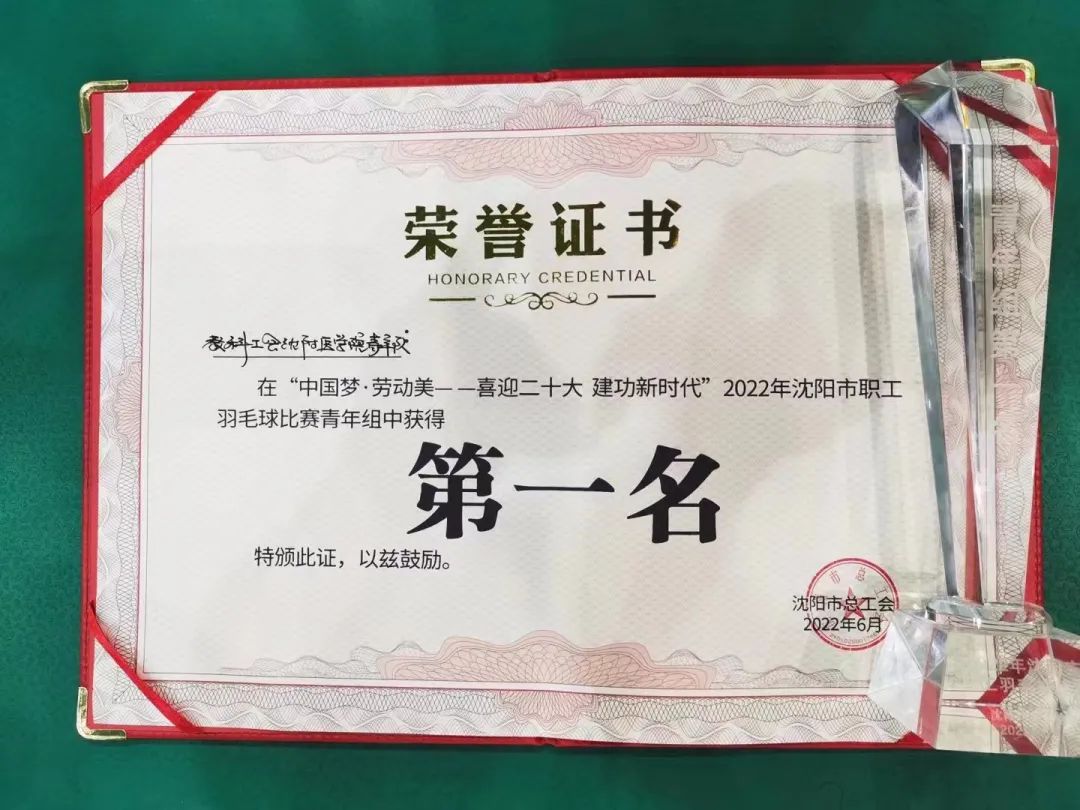 荣誉证书
HONORARY CREDENTIAL
教科工会沈阳医学院青年队
在“中国梦·劳动美——喜迎二十大 建功新时代”2022年沈阳市职工
羽毛球比赛青年组中获得
第一名
特颁此证，以兹鼓励。
沈阳市总工会
2022年6月